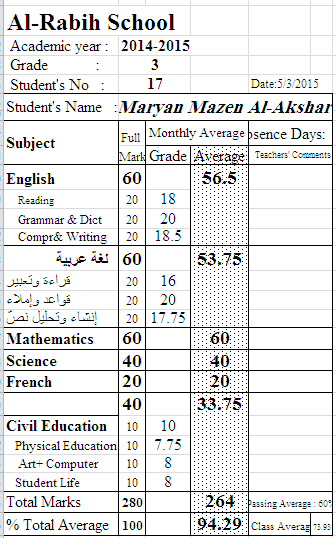 Al-Rabih School
Academic year : 2014-2015
Grade : 3
Student's No : 17 Date:5/3/2015
Student's Name :Maryan Mazen Al-Akshar
Subject Full Mark Monthly Average bsence Days:
Grade Average Teachers' Comments
English 60 56.5
Reading 20 18
Grammar & Dict 20 20
Compr& Writing 20 18.5
لغة عربية 60 53.75
قراءة وتعبير 20 16
قواعد وإملاء 20 20
إنشاء وتحليل نصّ 20 17.75
Mathematics 60 60
Science 40 40
French 20 20
40 33.75
Civil Education 10 10
Physical Education 10 7.75
Art+ Computer 10 8
Student Life 10 8
Total Marks 280 264 Passing Average : 60%
% Total Average 100 94.29 Class Averag 73.93